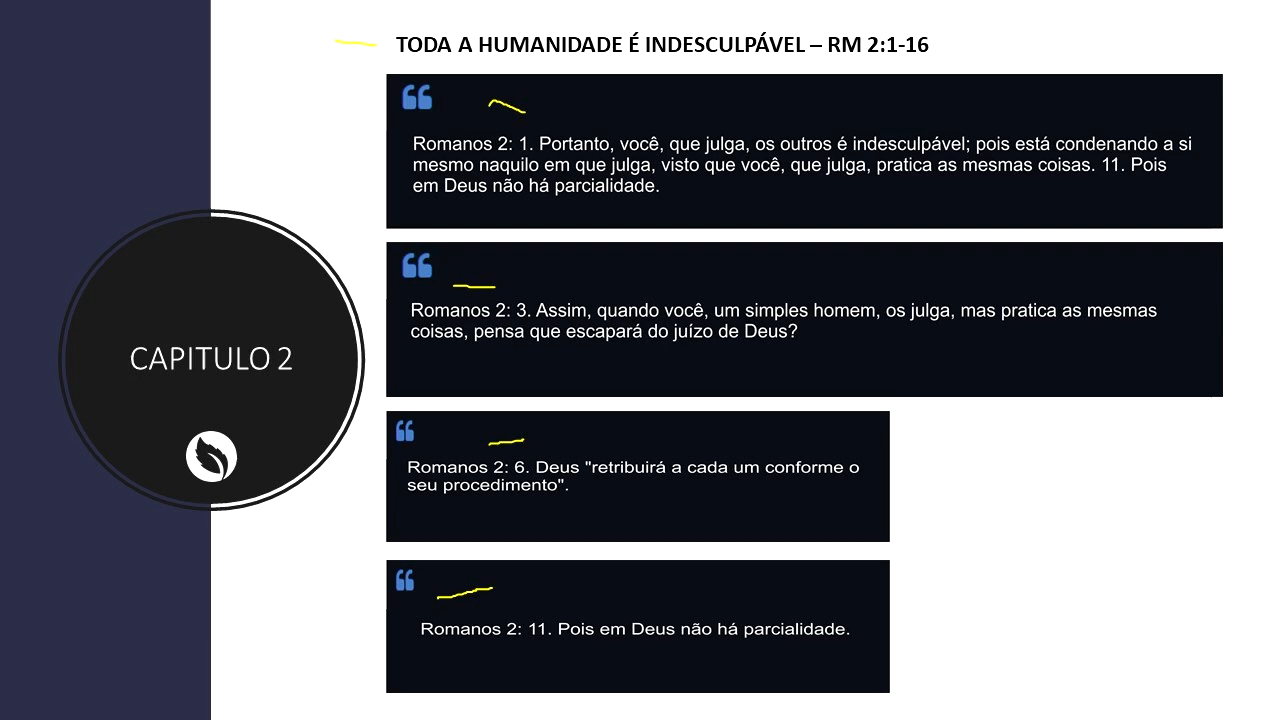 TODA A HUMANIDADE É INDESCULPÁVEL – RM 2:1-16
Romanos 2: 1. Portanto, você, que julga, os outros é indesculpável; pois está condenando a si
mesmo naquilo em que julga, visto que você, que julga, pratica as mesmas coisas. 11. Pois
em Deus não há parcialidade.
Romanos 2: 3. Assim, quando você, um simples homem, os julga, mas pratica as mesmas
coisas, pensa que escapará do juízo de Deus?
CAPITULO 2
Romanos 2: 6. Deus "retribuirá a cada um conforme o
seu procedimento".
Romanos 2: 11. Pois em Deus não há parcialidade.